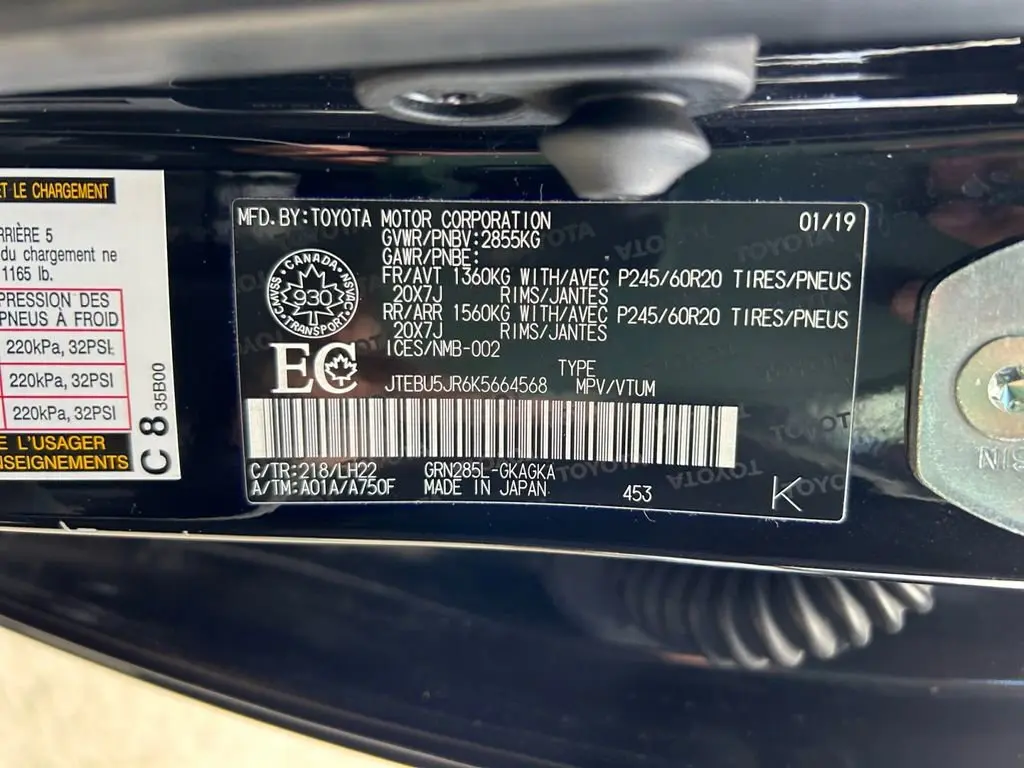 ET LE CHARGEMENT
RRIÈRE 5
du chargement ne
1165 lb.
PRESSION DES
PNEUS À FROID
220kPa, 32PSI
220kPa, 32PSI
220kPa, 32PSI
E L'USAGER
NSEIGNEMENTS
C 8 35B00
MFD. BY:TOYOTA MOTOR CORPORATION 01/19
GVWR/PNBV:2855KG
GAWR/PNBE:
FR/AVT 1360KG WITH/AVEC P245/60R20 TIRES/PNEUS
20X7J RIMS/JANTES
RR/ARR 1560KG WITH/AVEC P245/60R20 TIRES/PNEUS
20X7J RIMS/JANTES
ICES/NMB-002
CANADA
930
TRANSPORT
EC
TYPE
JTEBU5JR6K5664568 MPV/VTUM
C/TR:218/LH22 GRN285L-GKAGKA
A/TM:A01A/A750F MADE IN JAPAN 453 K
TOYOTA